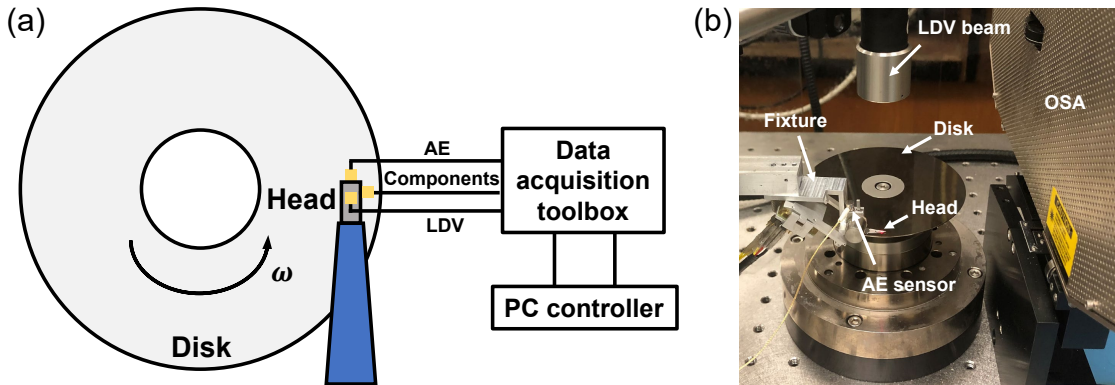 (a)
AE
Components
LDV
Head
Data
acquisition
toolbox
PC controller
ω
Disk
(b)
LDV beam
OSA
Fixture
Disk
Head
AE sensor